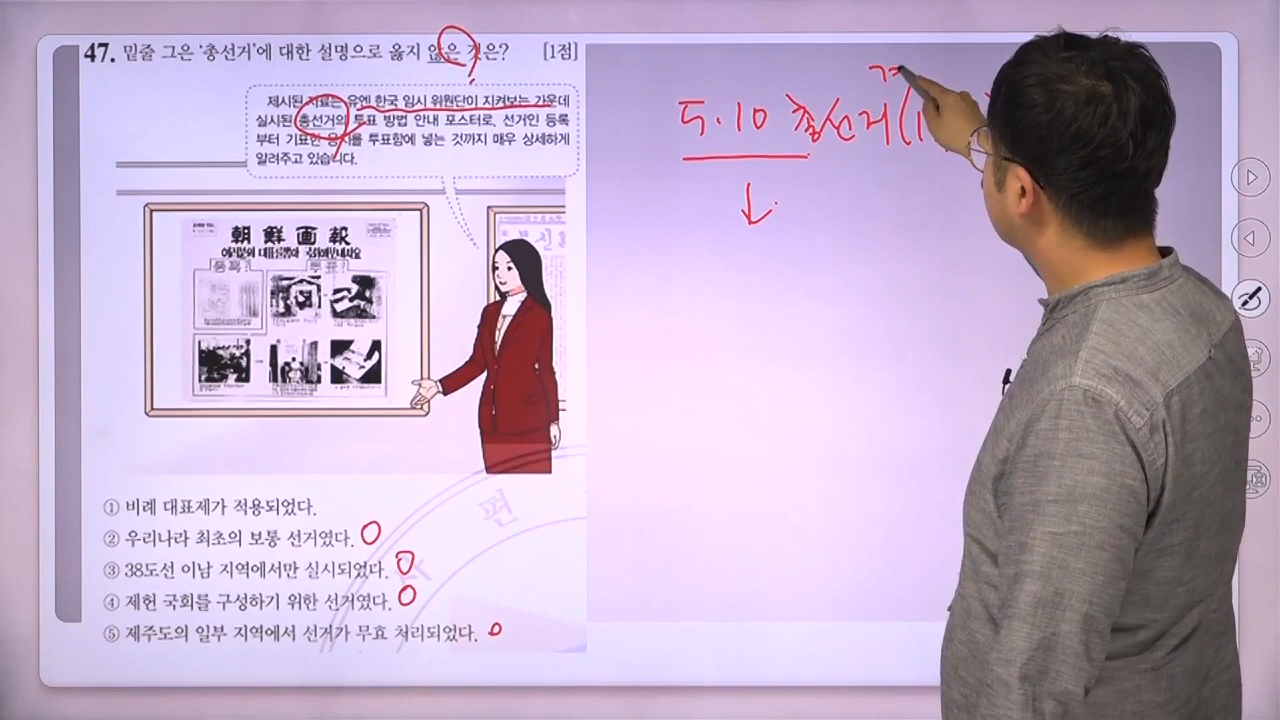 47. 밑줄 그은 '총선거'에 대한 설명으로 옳지 않은 것은? [1점]
제시된 자료는 유엔 한국 임시 위원단이 지켜보는 가운데
실시된 총선거의 투표 방법 안내 포스터로, 선거인 등록
부터 기표한 용지를 투표함에 넣는 것까지 매우 상세하게
알려주고 있습니다.
5·10 총선거(1
朝鮮画報
등록?
투표?
① 비례 대표제가 적용되었다.
② 우리나라 최초의 보통 선거였다.
③ 38도선 이남 지역에서만 실시되었다.
④ 제헌 국회를 구성하기 위한 선거였다.
⑤ 제주도의 일부 지역에서 선거가 무효 처리되었다.
편
사